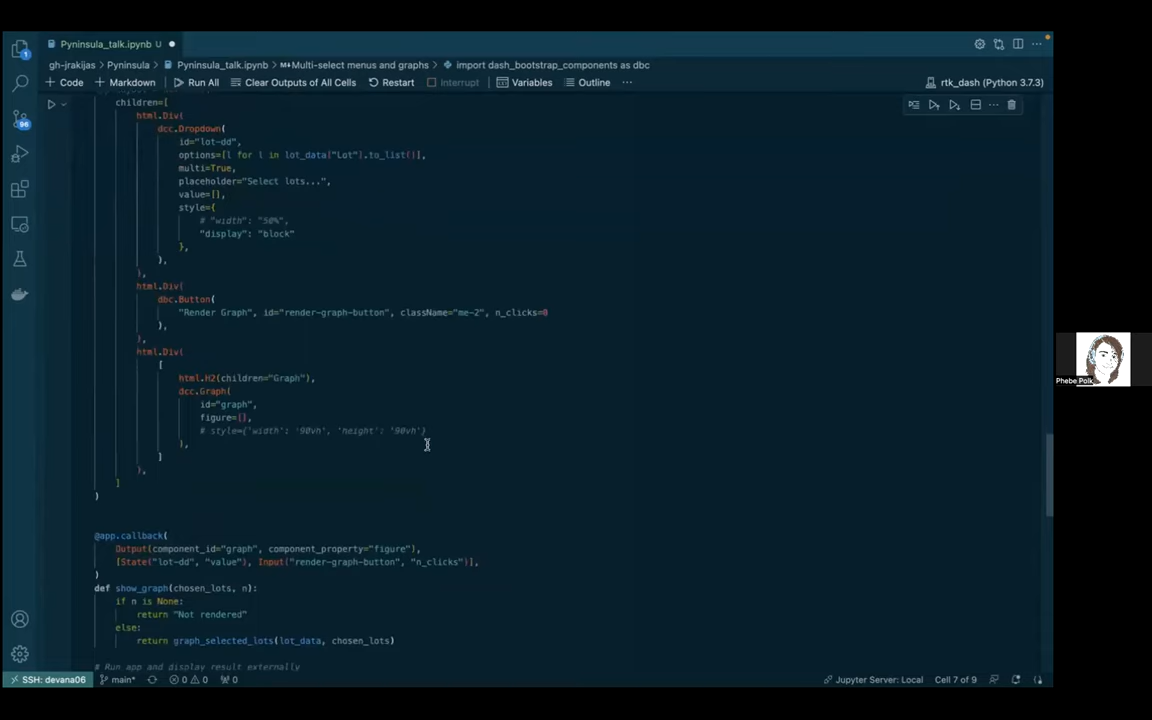 Pyninsula_talk.ipynb U
gh-jrakijas > Pyninsula > Pyninsula_talk.ipynb > Multi-select menus and graphs > import dash_bootstrap_components as dbc
+ Code + Markdown Run All Clear Outputs of All Cells Restart Interrupt Variables Outline ... rtk_dash (Python 3.7.3)
children=[
html.Div(
dcc.Dropdown(
id="lot-dd",
options=[l for l in lot_data["Lot"].to_list()],
multi=True,
placeholder="Select lots...",
value=[],
style={
# "width": "50%",
"display": "block"
},
),
),
html.Div(
dbc.Button(
"Render Graph", id="render-graph-button", className="me-2", n_clicks=0
),
),
html.Div(
[
html.H2(children="Graph"),
dcc.Graph(
id="graph",
figure={},
# style={'width': '90vh', 'height': '90vh'}
),
]
),
]
)
@app.callback(
Output(component_id="graph", component_property="figure"),
[State("lot-dd", "value"), Input("render-graph-button", "n_clicks")],
)
def show_graph(chosen_lots, n):
if n is None:
return "Not rendered"
else:
return graph_selected_lots(lot_data, chosen_lots)
# Run app and display result externally
1
96
SSH: devana06 main* 0 0 0 Jupyter Server: Local Cell 7 of 9
Phebe Polk